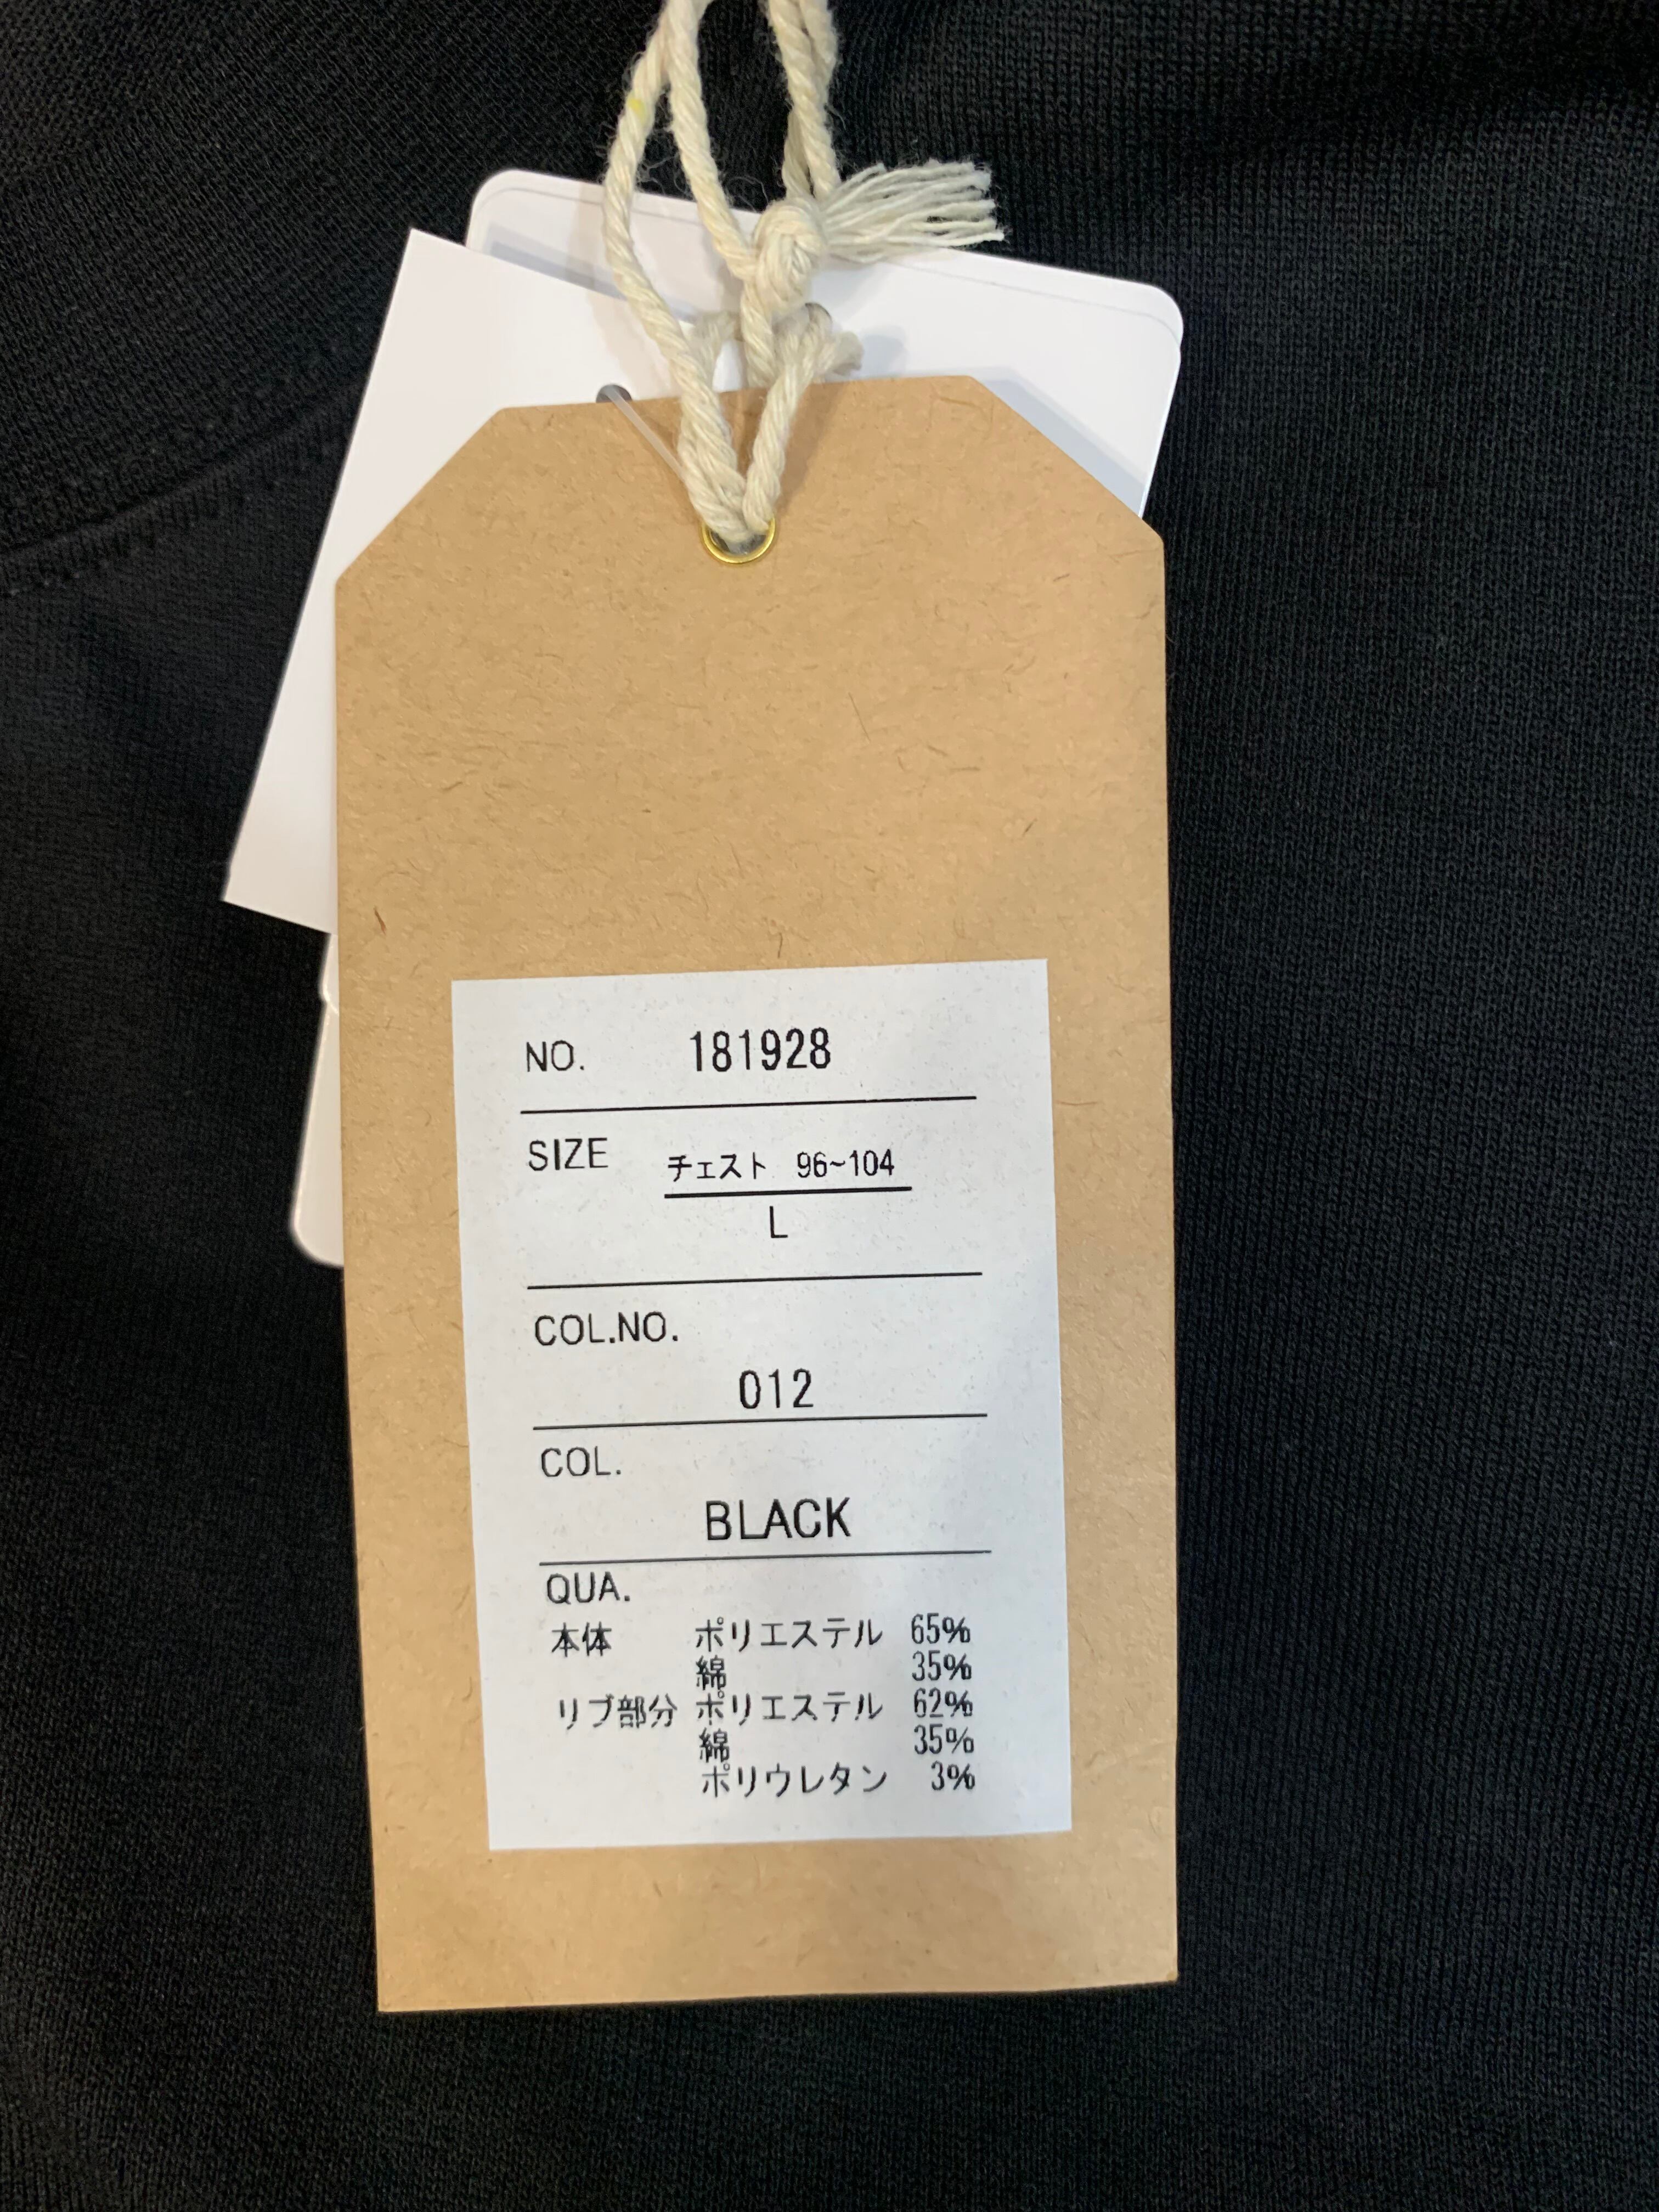 NO. 181928
SIZE チェスト 96~104
L
COL.NO.
012
COL.
BLACK
QUA.
本体 ポリエステル 65%
綿 35%
リブ部分 ポリエステル 62%
綿 35%
ポリウレタン 3%